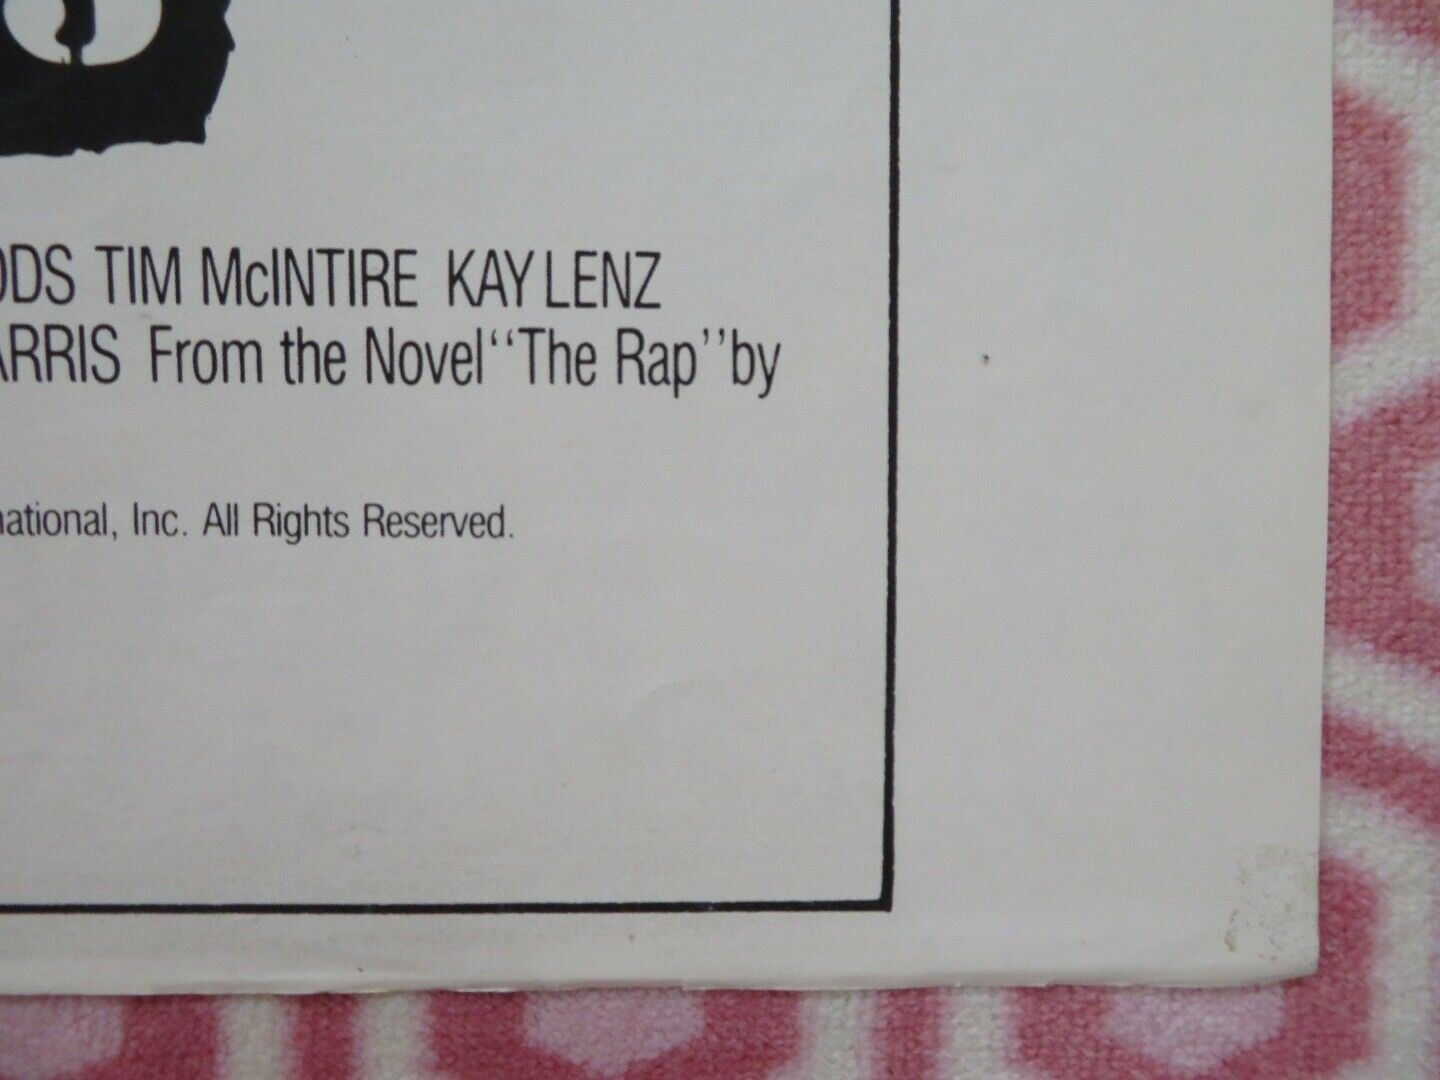 ODS TIM McINTIRE KAY LENZ
ARRIS From the Novel "The Rap" by
national, Inc. All Rights Reserved.